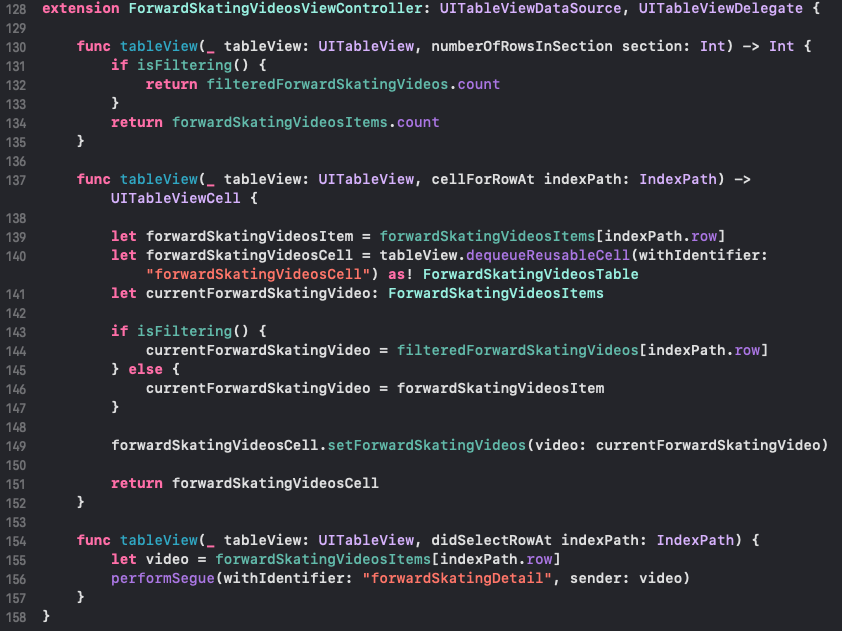 128 extension ForwardSkatingVideosViewController: UITableViewDataSource, UITableViewDelegate {
129
130     func tableView(_ tableView: UITableView, numberOfRowsInSection section: Int) -> Int {
131         if isFiltering() {
132             return filteredForwardSkatingVideos.count
133         }
134         return forwardSkatingVideosItems.count
135     }
136
137     func tableView(_ tableView: UITableView, cellForRowAt indexPath: IndexPath) ->
            UITableViewCell {
138
139         let forwardSkatingVideosItem = forwardSkatingVideosItems[indexPath.row]
140         let forwardSkatingVideosCell = tableView.dequeueReusableCell(withIdentifier:
                "forwardSkatingVideosCell") as! ForwardSkatingVideosTable
141         let currentForwardSkatingVideo: ForwardSkatingVideosItems
142
143         if isFiltering() {
144             currentForwardSkatingVideo = filteredForwardSkatingVideos[indexPath.row]
145         } else {
146             currentForwardSkatingVideo = forwardSkatingVideosItem
147         }
148
149         forwardSkatingVideosCell.setForwardSkatingVideos(video: currentForwardSkatingVideo)
150
151         return forwardSkatingVideosCell
152     }
153
154     func tableView(_ tableView: UITableView, didSelectRowAt indexPath: IndexPath) {
155         let video = forwardSkatingVideosItems[indexPath.row]
156         performSegue(withIdentifier: "forwardSkatingDetail", sender: video)
157     }
158 }